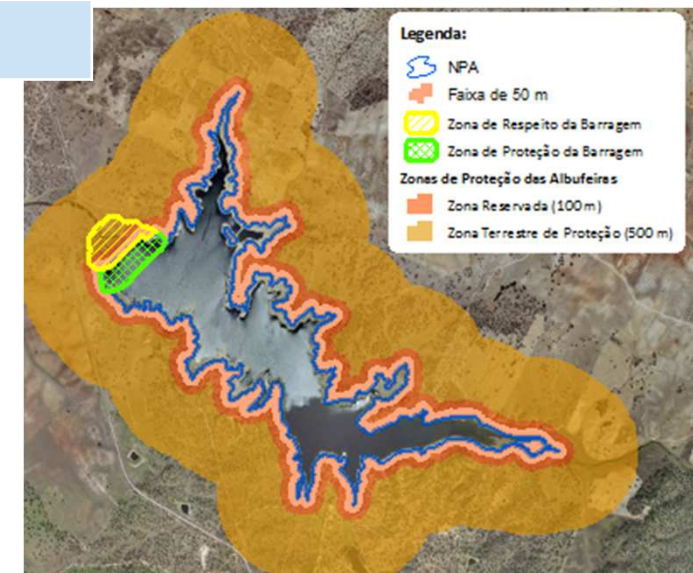 Legenda:
NPA
Faixa de 50 m
Zona de Respeito da Barragem
Zona de Proteção da Barragem
Zonas de Proteção das Albufeiras
Zona Reservada (100 m)
Zona Terrestre de Proteção (500 m)